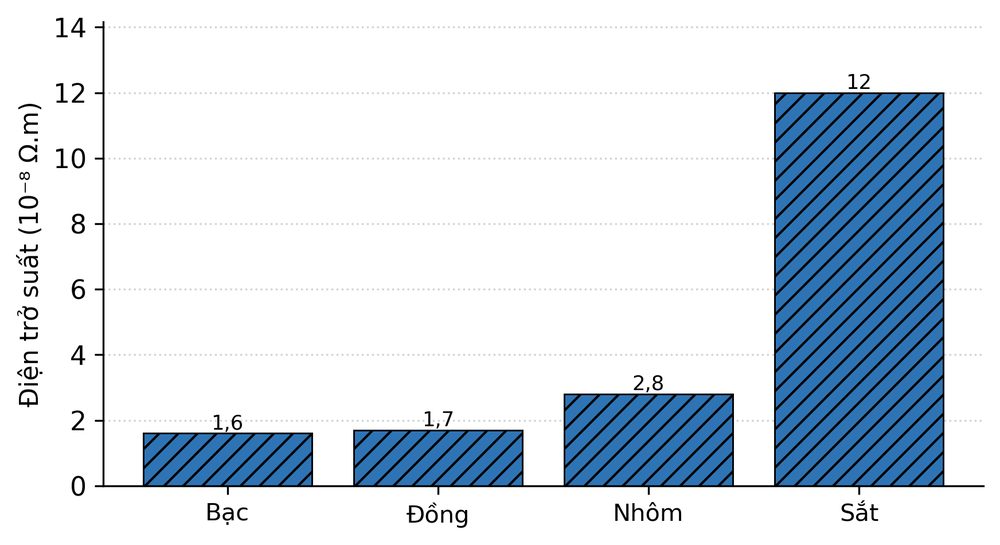 Điện trở suất (10⁻⁸ Ω.m)
14
12
10
8
6
4
2
0
1,6
1,7
2,8
12
Bạc
Đồng
Nhôm
Sắt